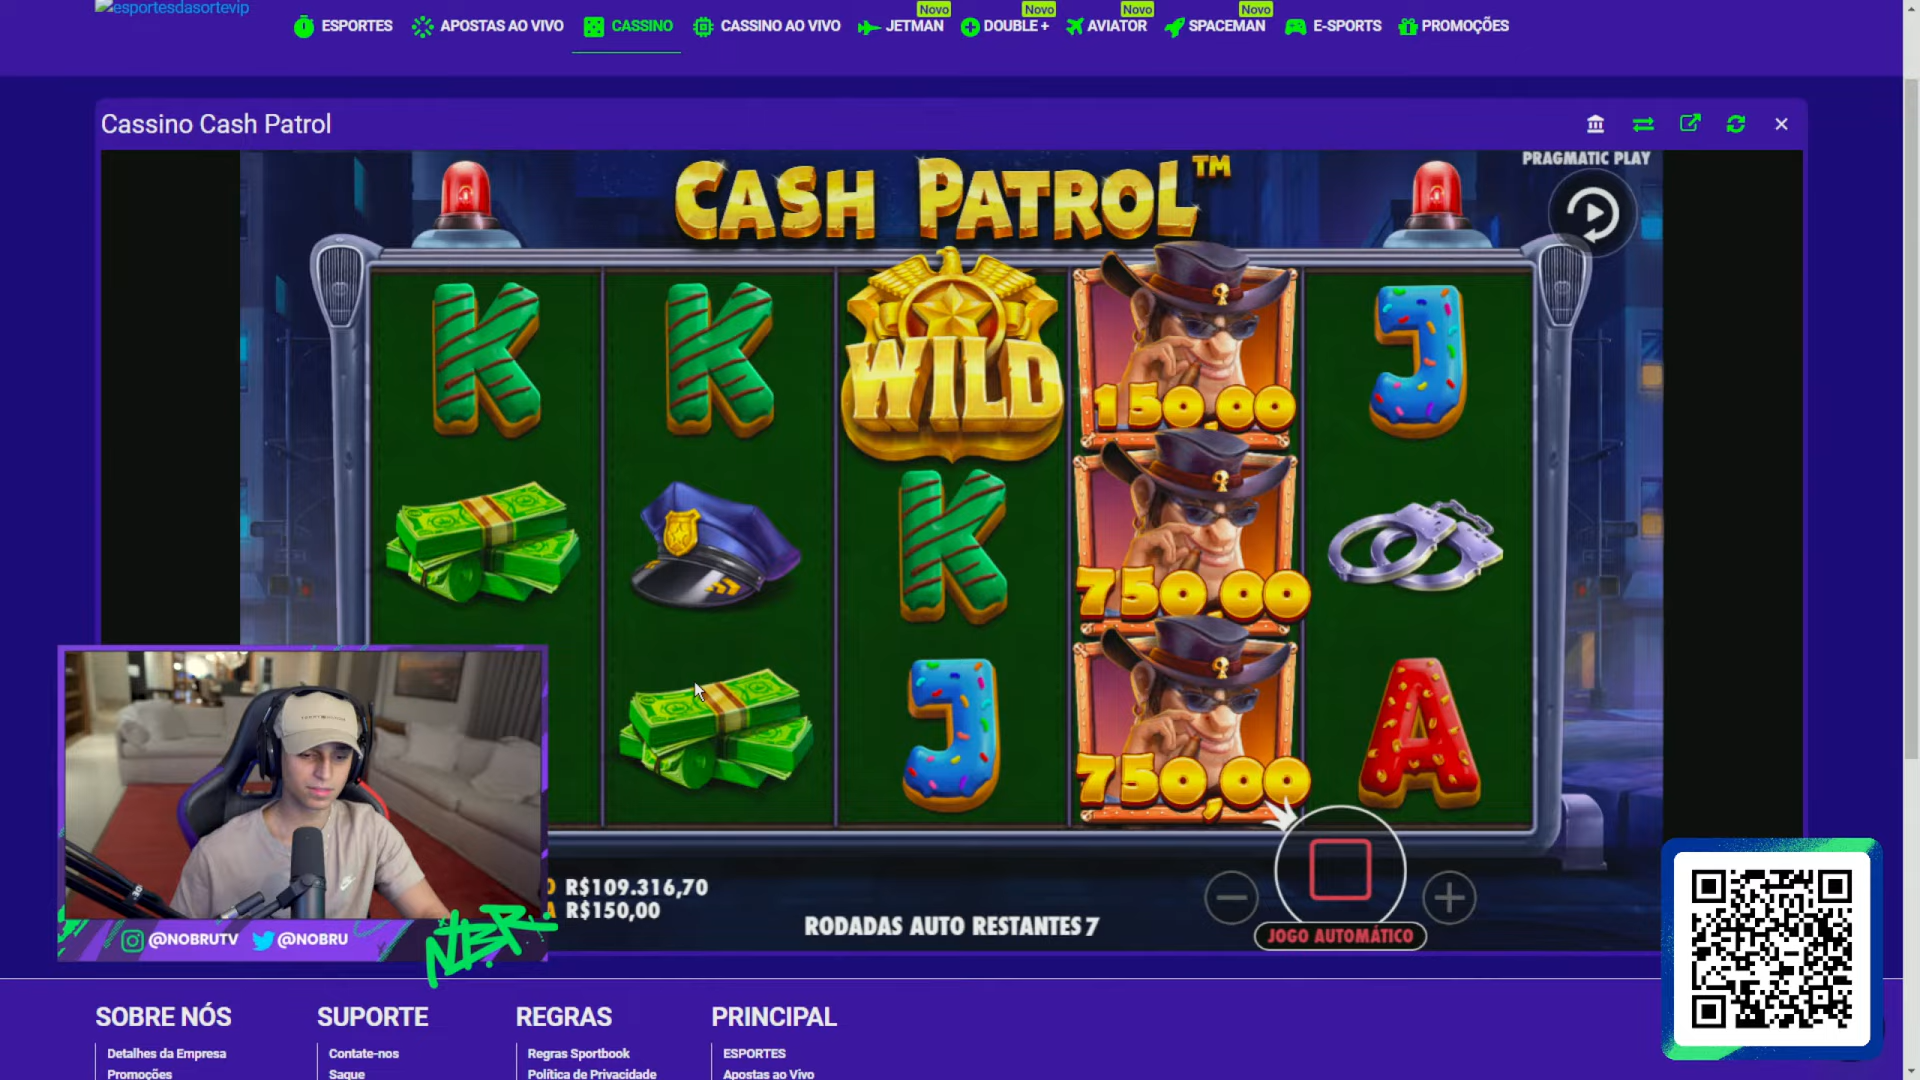 esportesdasortevip
ESPORTES
APOSTAS AO VIVO
CASSINO
CASSINO AO VIVO
JETMAN
Novo
DOUBLE +
Novo
AVIATOR
Novo
SPACEMAN
Novo
E-SPORTS
PROMOÇÕES
Cassino Cash Patrol
CASH PATROL™
PRAGMATIC PLAY
K
K
WILD
150,00
J
K
750,00
J
750,00
A
R$109.316,70
R$150,00
RODADAS AUTO RESTANTES 7
JOGO AUTOMÁTICO
@NOBRUTV
@NOBRU
NBR
SOBRE NÓS
SUPORTE
REGRAS
PRINCIPAL
Detalhes da Empresa
Contate-nos
Regras Sportbook
ESPORTES
Promoções
Saque
Política de Privacidade
Apostas ao Vivo